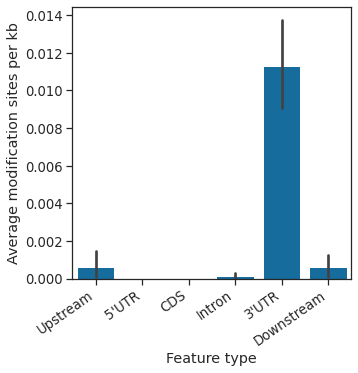 Average modification sites per kb
0.014
0.012
0.010
0.008
0.006
0.004
0.002
0.000
Upstream
5'UTR
CDS
Intron
3'UTR
Downstream
Feature type